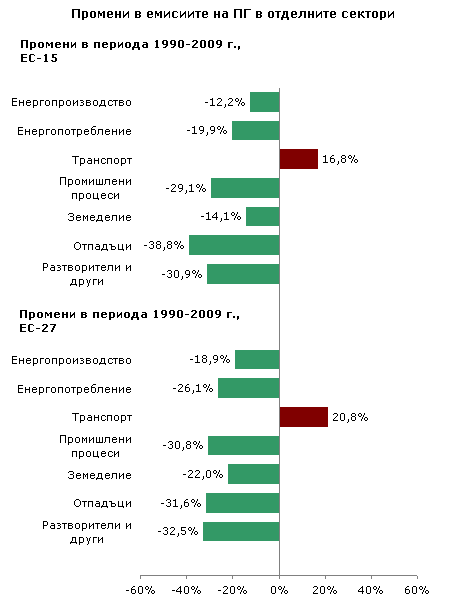 Промени в емисиите на ПГ в отделните сектори
Промени в периода 1990-2009 г.,
ЕС-15
Енергопроизводство -12,2%
Енергопотребление -19,9%
Транспорт 16,8%
Промишлени
процеси -29,1%
Земеделие -14,1%
Отпадъци -38,8%
Разтворители и
други -30,9%
Промени в периода 1990-2009 г.,
ЕС-27
Енергопроизводство -18,9%
Енергопотребление -26,1%
Транспорт 20,8%
Промишлени
процеси -30,8%
Земеделие -22,0%
Отпадъци -31,6%
Разтворители и
други -32,5%
-60% -40% -20% 0% 20% 40% 60%